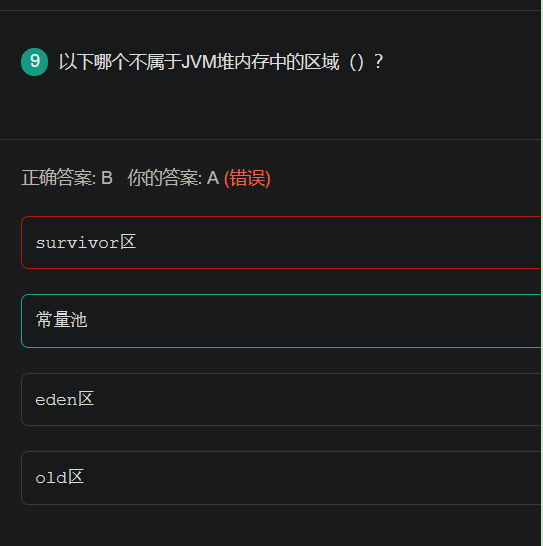 9 以下哪个不属于JVM堆内存中的区域（）?
正确答案: B 你的答案: A (错误)
survivor区
常量池
eden区
old区